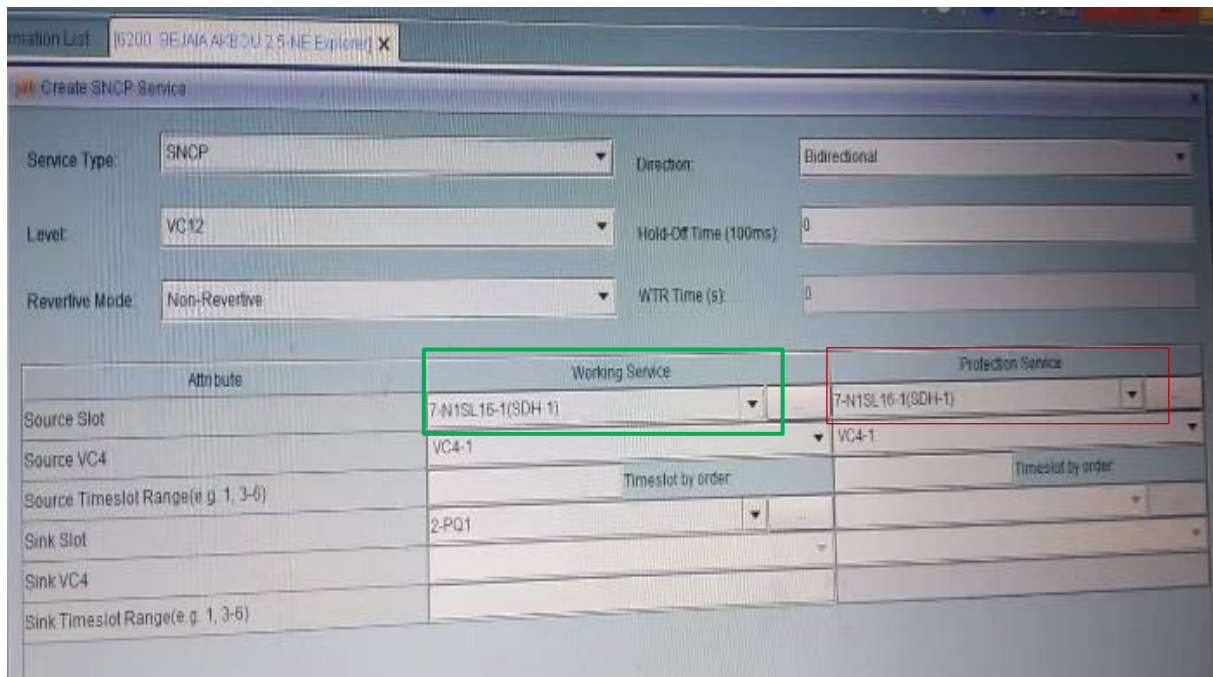 rmation List [6200 BEJAIA AKBOU 2.5-NE Explorer] X
Create SNCP Service x
Service Type: SNCP Direction: Bidirectional
Level: VC12 Hold-Off Time (100ms): 0
Revertive Mode: Non-Revertive WTR Time (s): 0
Attribute Working Service Protection Service
Source Slot 7-N1SL16-1(SDH-1) ... 7-N1SL16-1(SDH-1) ...
Source VC4 VC4-1 VC4-1
Source Timeslot Range(e.g. 1, 3-6) Timeslot by order: Timeslot by order:
Sink Slot 2-PQ1 ... ...
Sink VC4
Sink Timeslot Range(e.g. 1, 3-6)